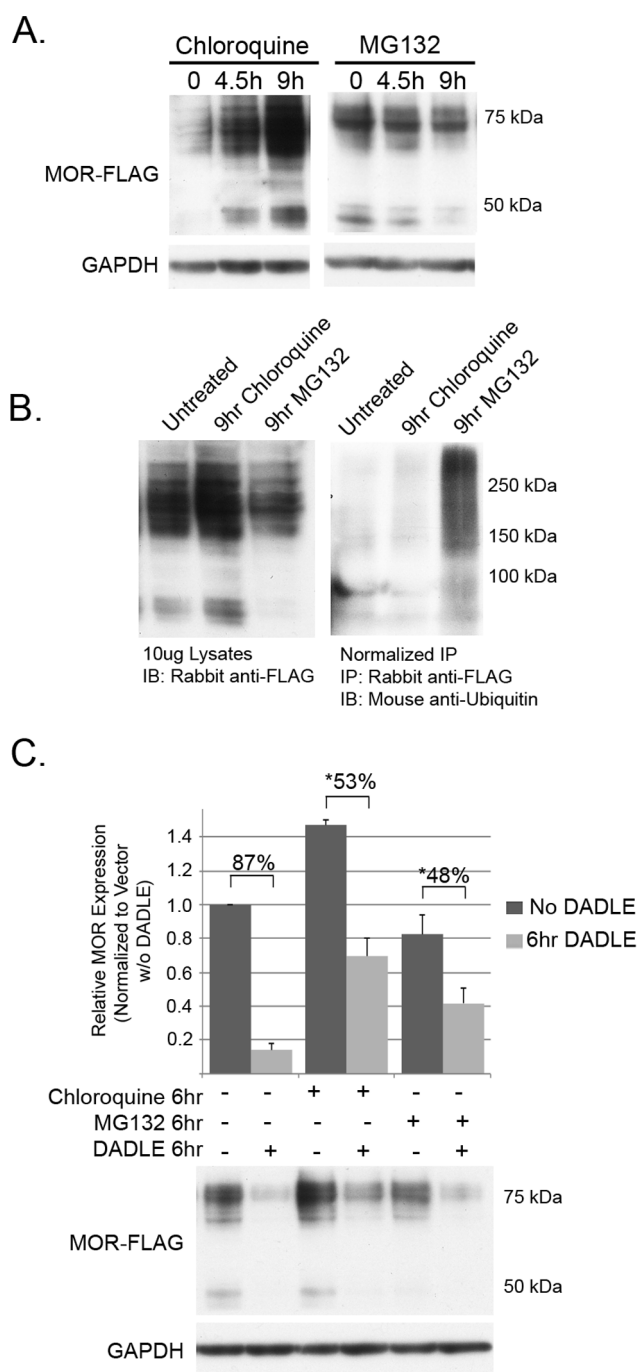 A.
Chloroquine MG132
0 4.5h 9h 0 4.5h 9h
75 kDa
MOR-FLAG
50 kDa
GAPDH
B.
Untreated 9hr Chloroquine 9hr MG132 Untreated 9hr Chloroquine 9hr MG132
250 kDa
150 kDa
100 kDa
10ug Lysates
IB: Rabbit anti-FLAG
Normalized IP
IP: Rabbit anti-FLAG
IB: Mouse anti-Ubiquitin
C.
Relative MOR Expression
(Normalized to Vector
w/o DADLE)
1.4
1.2
1.0
0.8
0.6
0.4
0.2
87%
*53%
*48%
No DADLE
6hr DADLE
Chloroquine 6hr - - + + - -
MG132 6hr - - - - + +
DADLE 6hr - + - + - +
75 kDa
MOR-FLAG
50 kDa
GAPDH